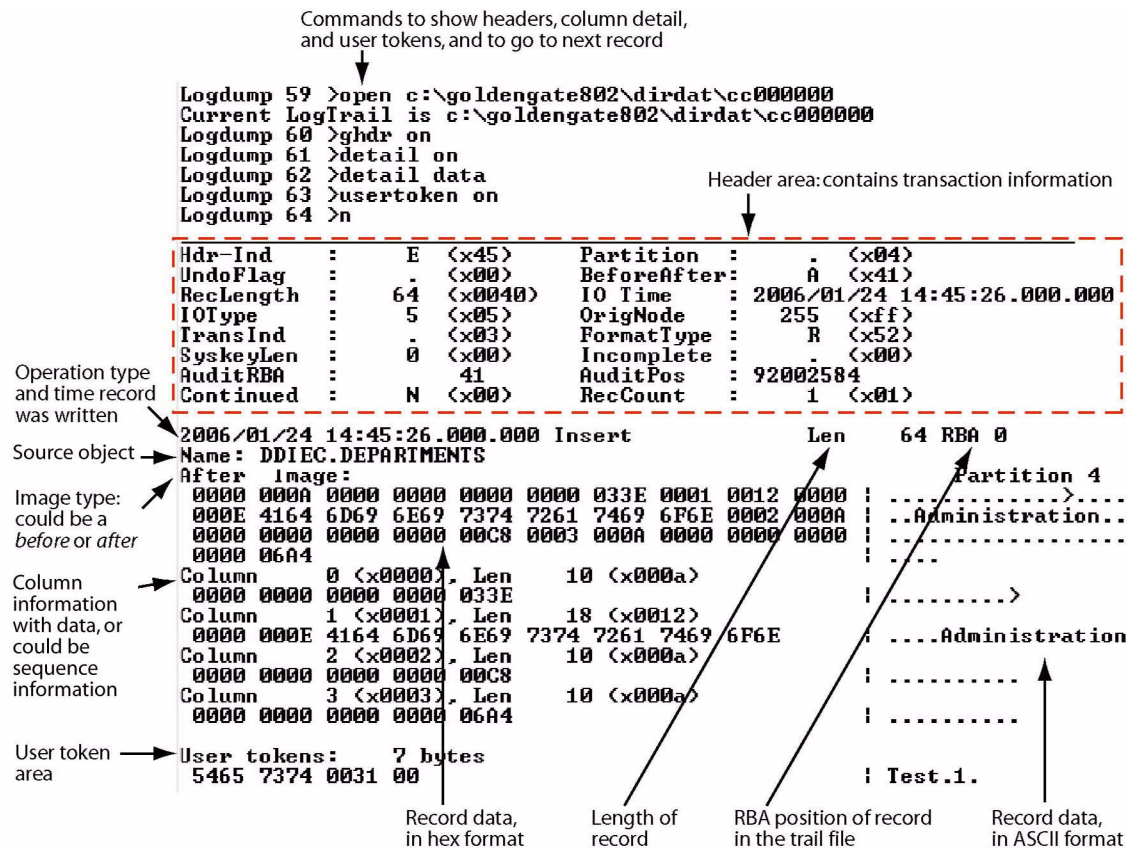 Commands to show headers, column detail,
and user tokens, and to go to next record
Logdump 59 >open c:\goldengate802\dirdat\cc000000
Current LogTrail is c:\goldengate802\dirdat\cc000000
Logdump 60 >ghdr on
Logdump 61 >detail on
Logdump 62 >detail data
Logdump 63 >usertoken on
Logdump 64 >n
Header area: contains transaction information
Hdr-Ind : E (x45) Partition : . (x04)
UndoFlag : . (x00) BeforeAfter: A (x41)
RecLength : 64 (x0040) IO Time : 2006/01/24 14:45:26.000.000
IOType : 5 (x05) OrigNode : 255 (xff)
TransInd : . (x03) FormatType : R (x52)
SyskeyLen : 0 (x00) Incomplete : . (x00)
AuditRBA : 41 AuditPos : 92002584
Continued : N (x00) RecCount : 1 (x01)
Operation type
and time record
was written
2006/01/24 14:45:26.000.000 Insert Len 64 RBA 0
Source object
Name: DDIEC.DEPARTMENTS
After Image: Partition 4
Image type:
could be a
before or after
0000 000A 0000 0000 0000 0000 033E 0001 0012 0000 | ..............>.....
000E 4164 6D69 6E69 7374 7261 7469 6F6E 0002 000A | ..Administration....
0000 0000 0000 0000 00C8 0003 000A 0000 0000 0000 | ....................
0000 06A4 | ....
Column
information
with data, or
could be
sequence
information
Column 0 (x0000), Len 10 (x000a)
0000 0000 0000 0000 033E | .........>
Column 1 (x0001), Len 18 (x0012)
0000 000E 4164 6D69 6E69 7374 7261 7469 6F6E | ....Administration
Column 2 (x0002), Len 10 (x000a)
0000 0000 0000 0000 00C8 | ..........
Column 3 (x0003), Len 10 (x000a)
0000 0000 0000 0000 06A4 | ..........
User token
area
User tokens: 7 bytes
5465 7374 0031 00 | Test.1.
Record data,
in hex format
Length of
record
RBA position of record
in the trail file
Record data,
in ASCII format